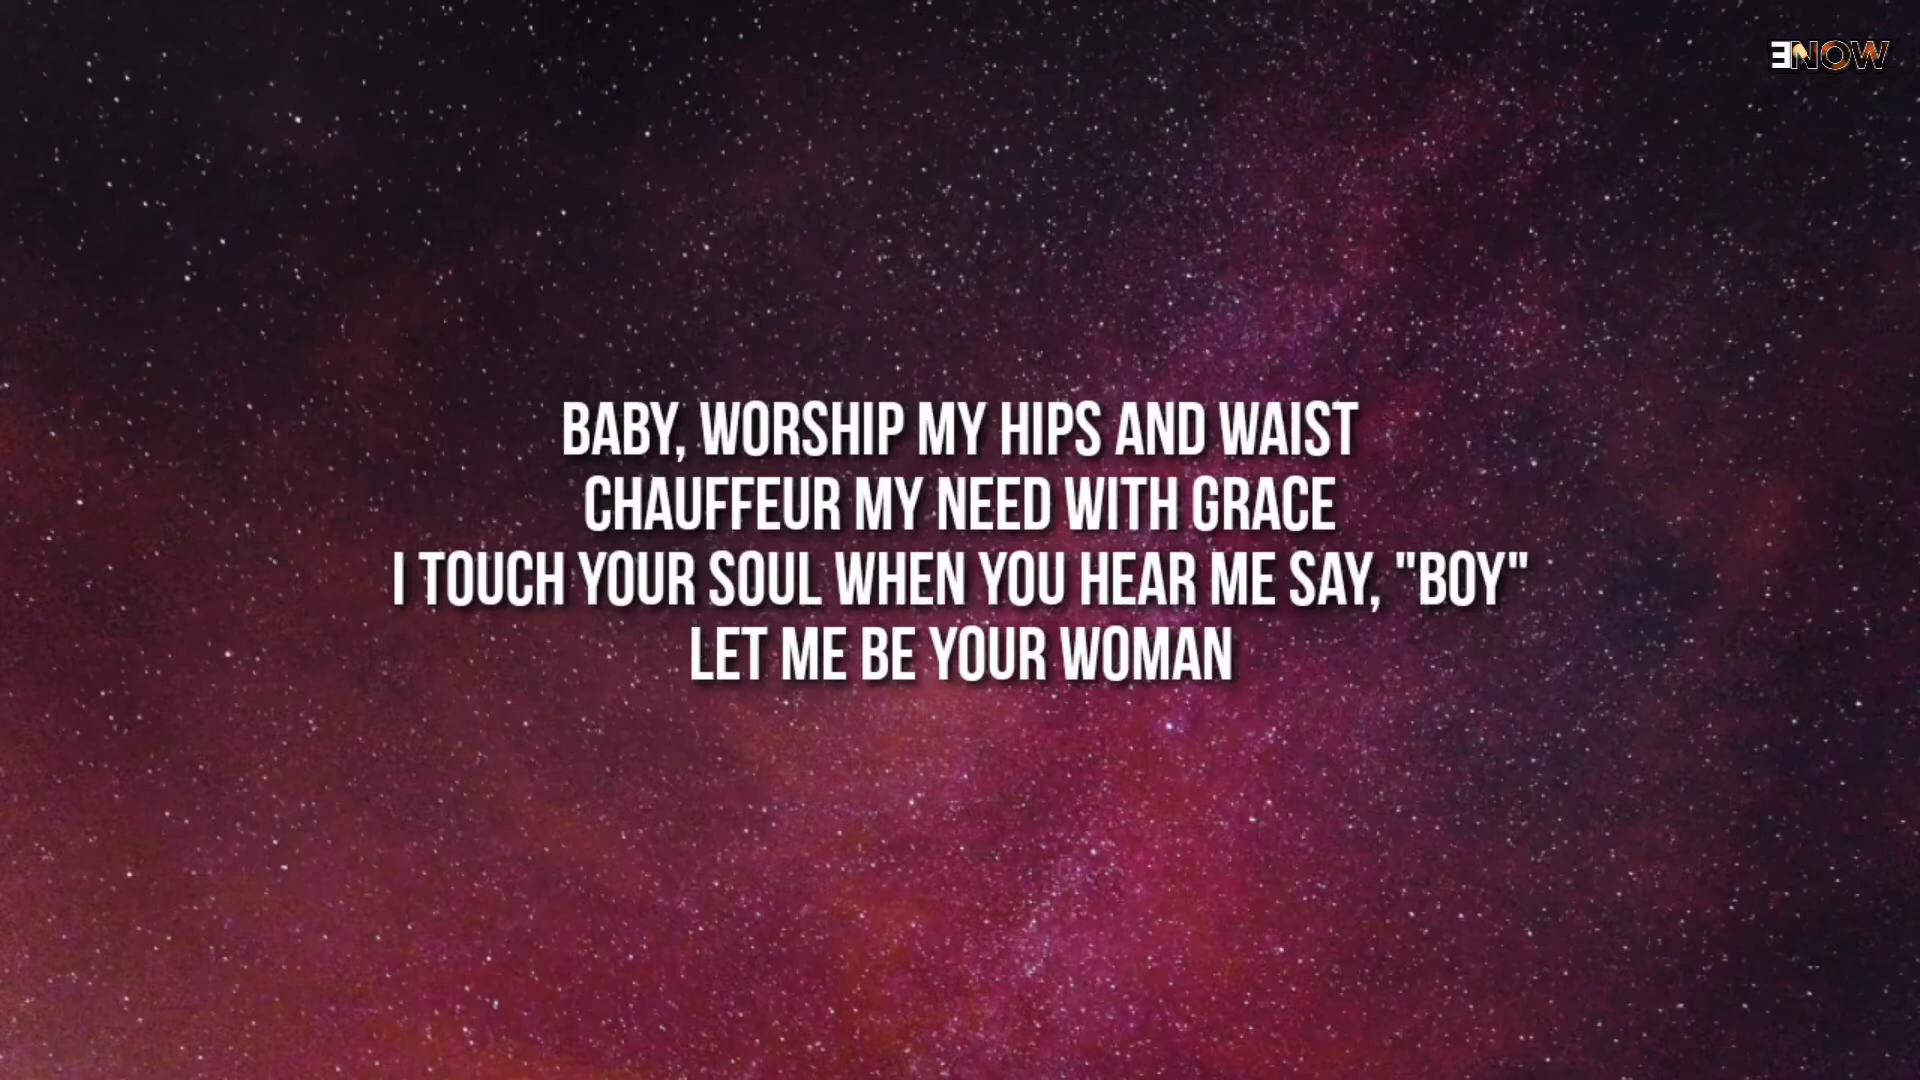 ENOW
BABY, WORSHIP MY HIPS AND WAIST
CHAUFFEUR MY NEED WITH GRACE
I TOUCH YOUR SOUL WHEN YOU HEAR ME SAY, "BOY"
LET ME BE YOUR WOMAN